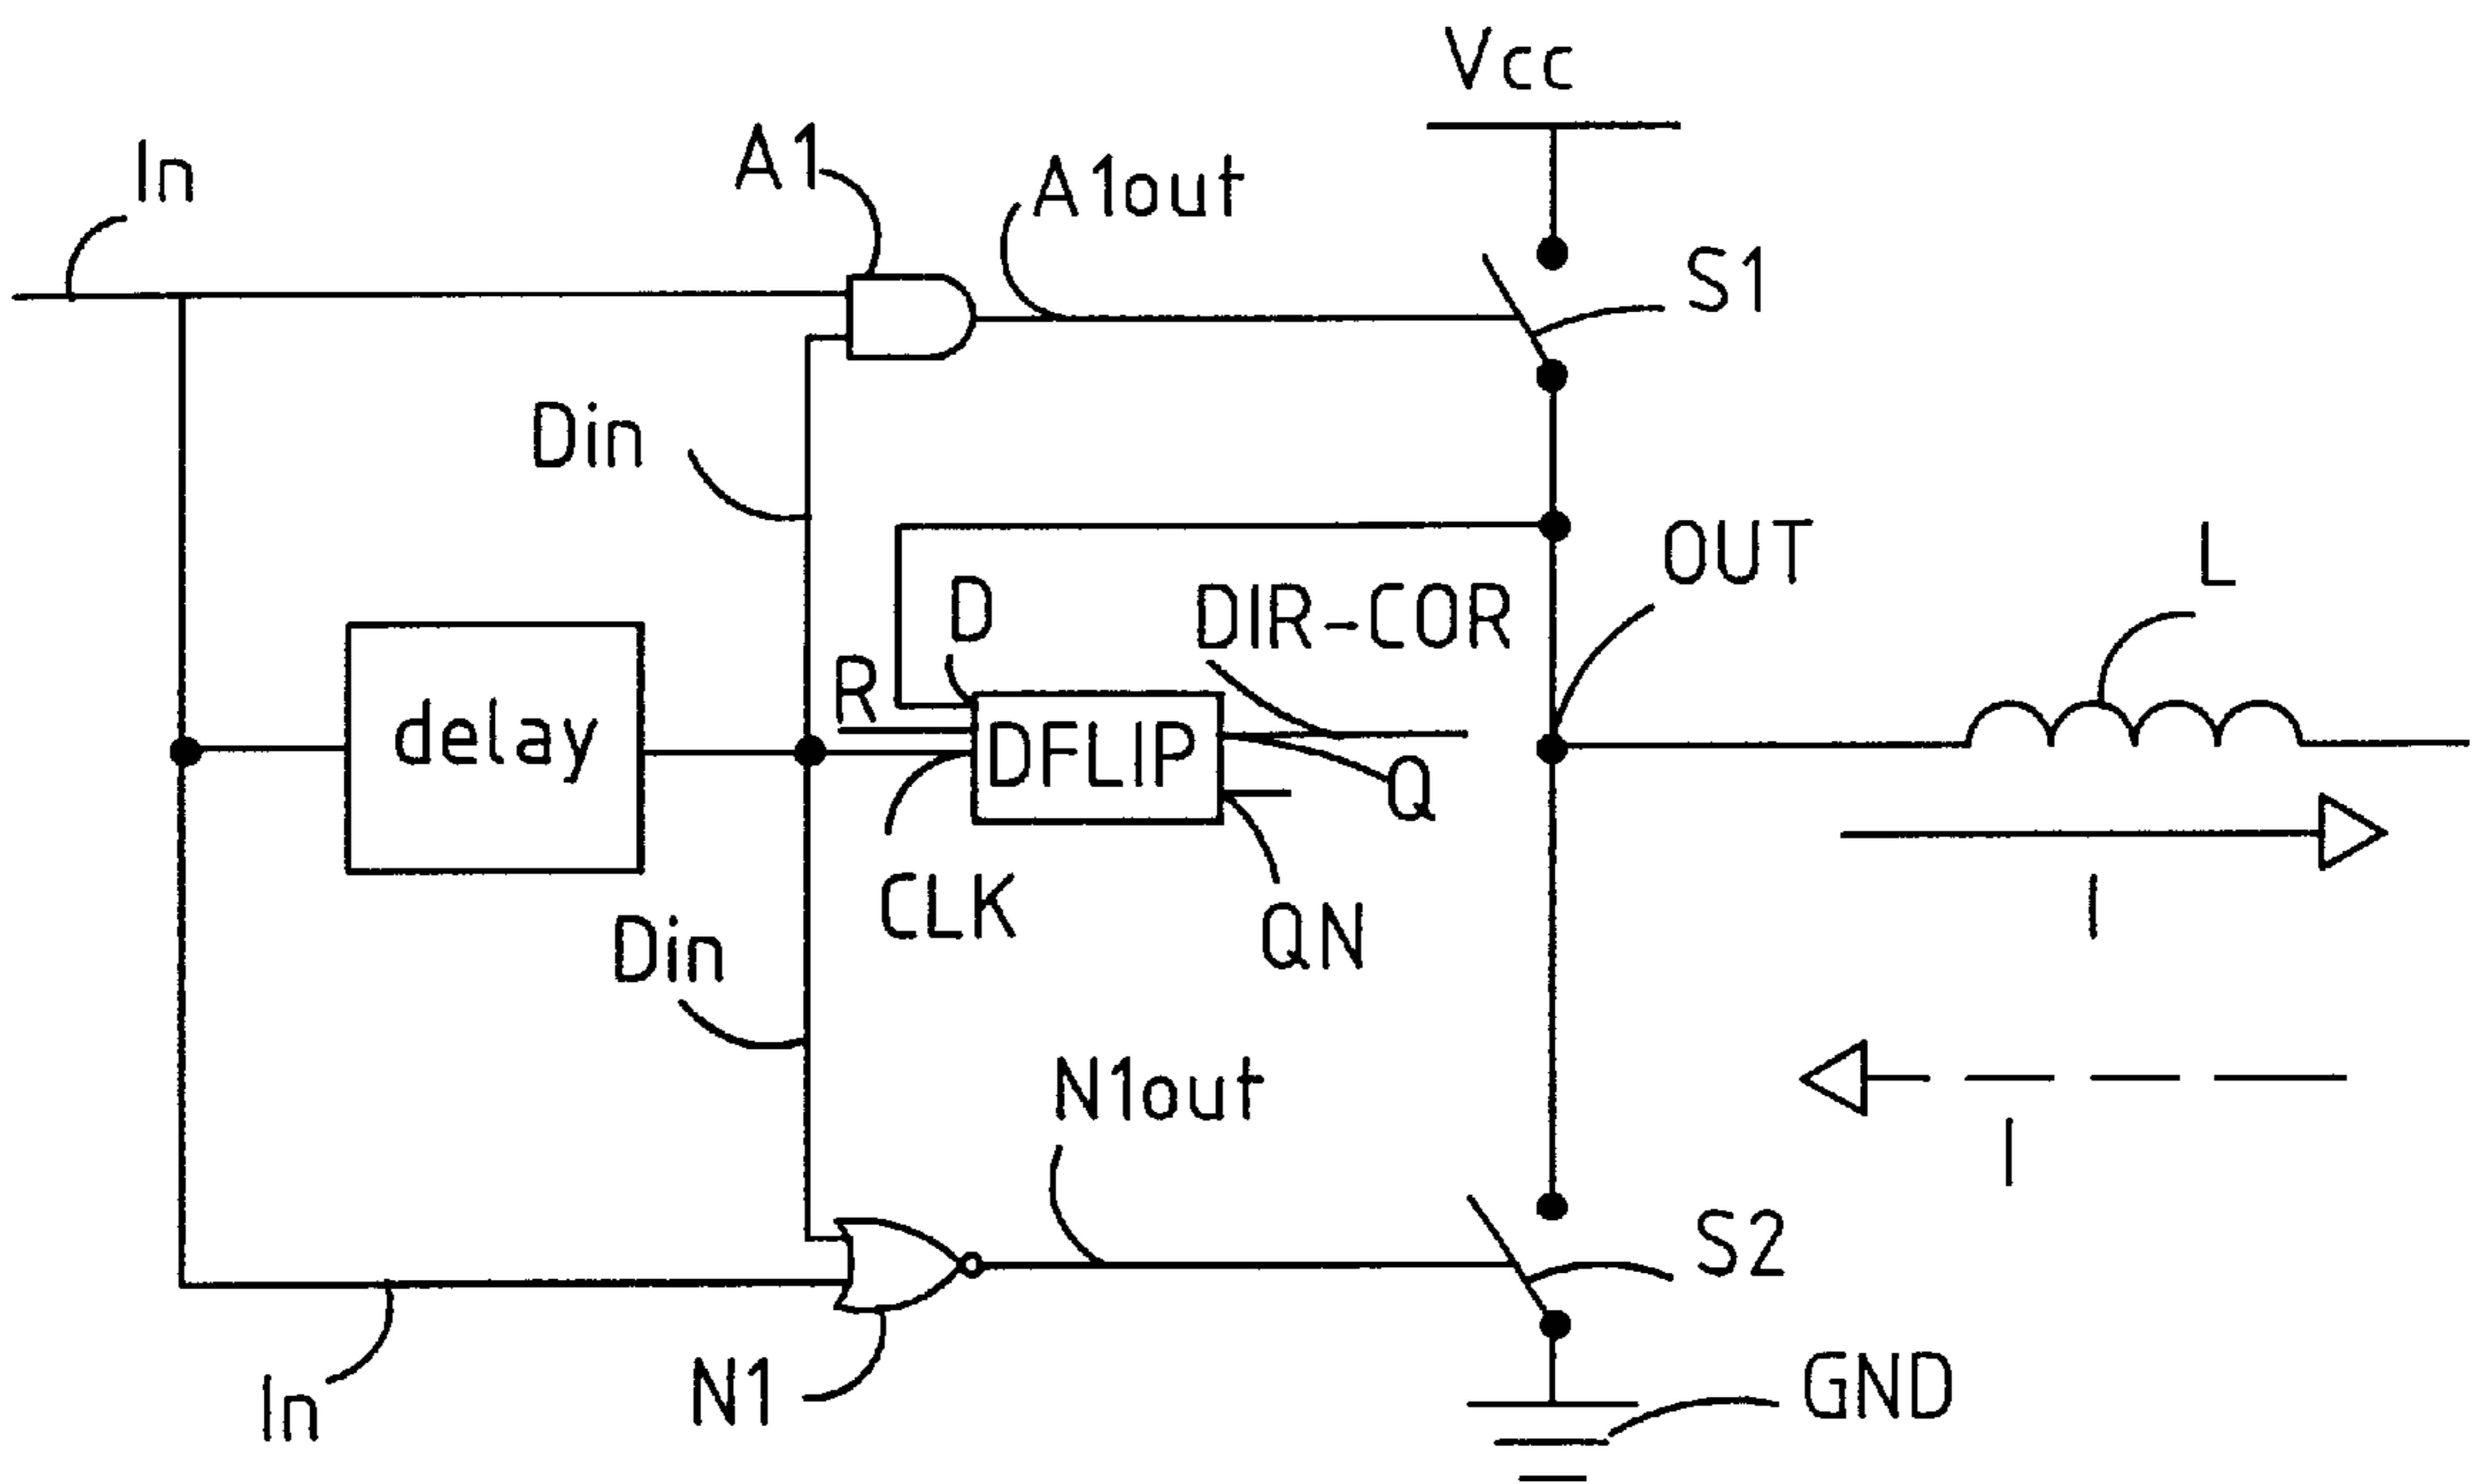 Vcc
In
A1
A1out
S1
Din
OUT
L
D
DIR-COR
R
delay
DFLIP
Q
CLK
QN
I
Din
N1out
I
S2
N1
In
GND